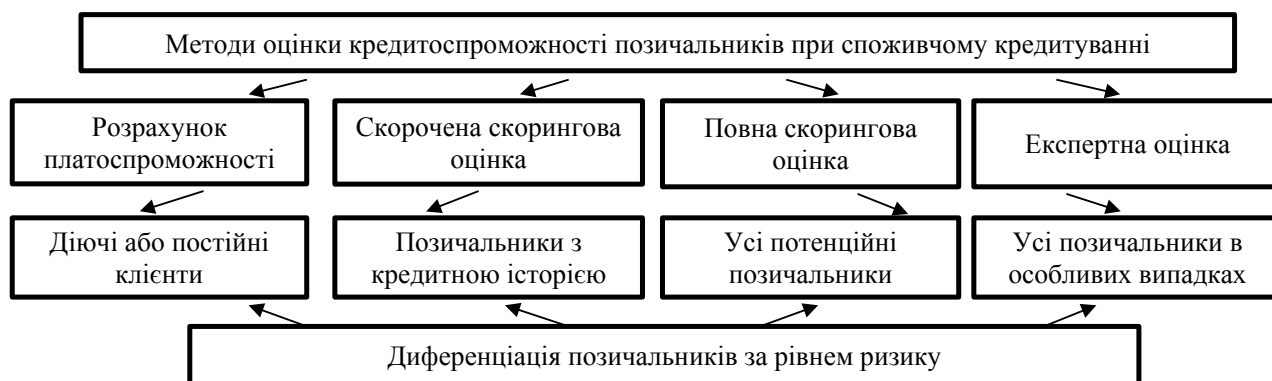 Методи оцінки кредитоспроможності позичальників при споживчому кредитуванні
Розрахунок
платоспроможності
Скорочена скорингова
оцінка
Повна скорингова
оцінка
Експертна оцінка
Діючі або постійні
клієнти
Позичальники з
кредитною історією
Усі потенційні
позичальники
Усі позичальники в
особливих випадках
Диференціація позичальників за рівнем ризику